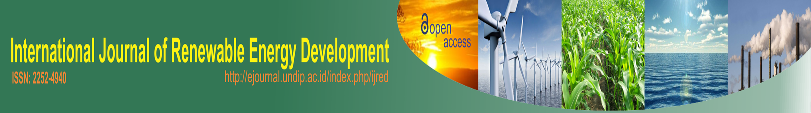 International Journal of Renewable Energy Development
ISSN: 2252-4940
http://ejournal.undip.ac.id/index.php/ijred
open
access